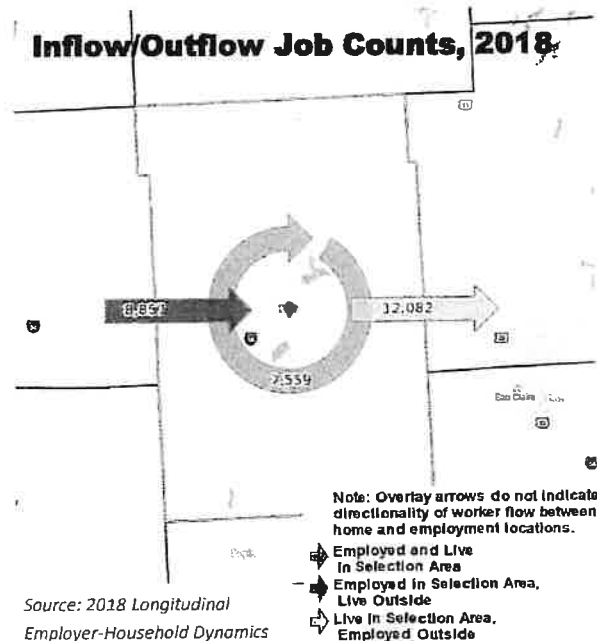 Inflow/Outflow Job Counts, 2018
12,082
7,559
Eau Claire
Note: Overlay arrows do not indicate
directionality of worker flow between
home and employment locations.
Employed and Live
in Selection Area
Employed in Selection Area,
Live Outside
Live in Selection Area,
Employed Outside
Source: 2018 Longitudinal
Employer-Household Dynamics